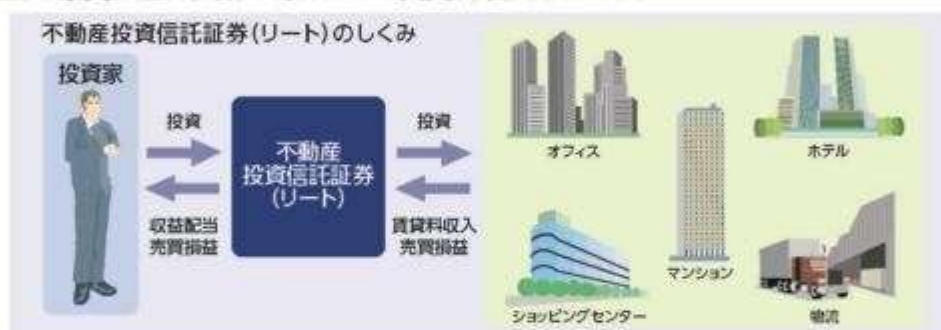 不動産投資信託証券(リート)のしくみ
投資家
投資
収益配当
売買損益
不動産
投資信託証券
(リート)
投資
賃貸料収入
売買損益
オフィス
ホテル
マンション
ショッピングセンター
物流